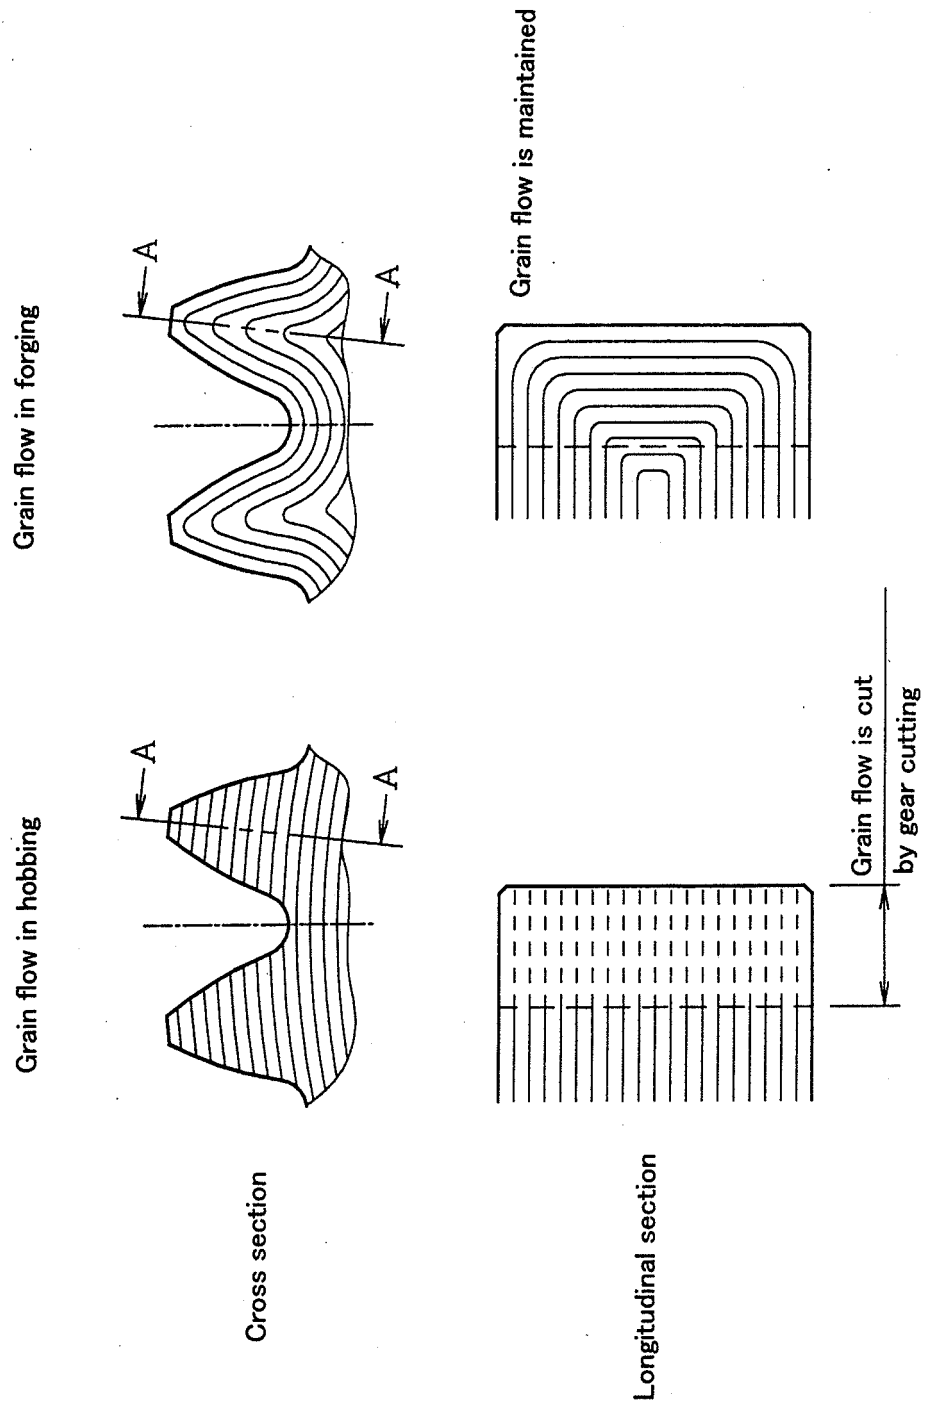 Grain flow in hobbing
Grain flow in forging
Cross section
A
A
A
A
Longitudinal section
Grain flow is cut
by gear cutting
Grain flow is maintained